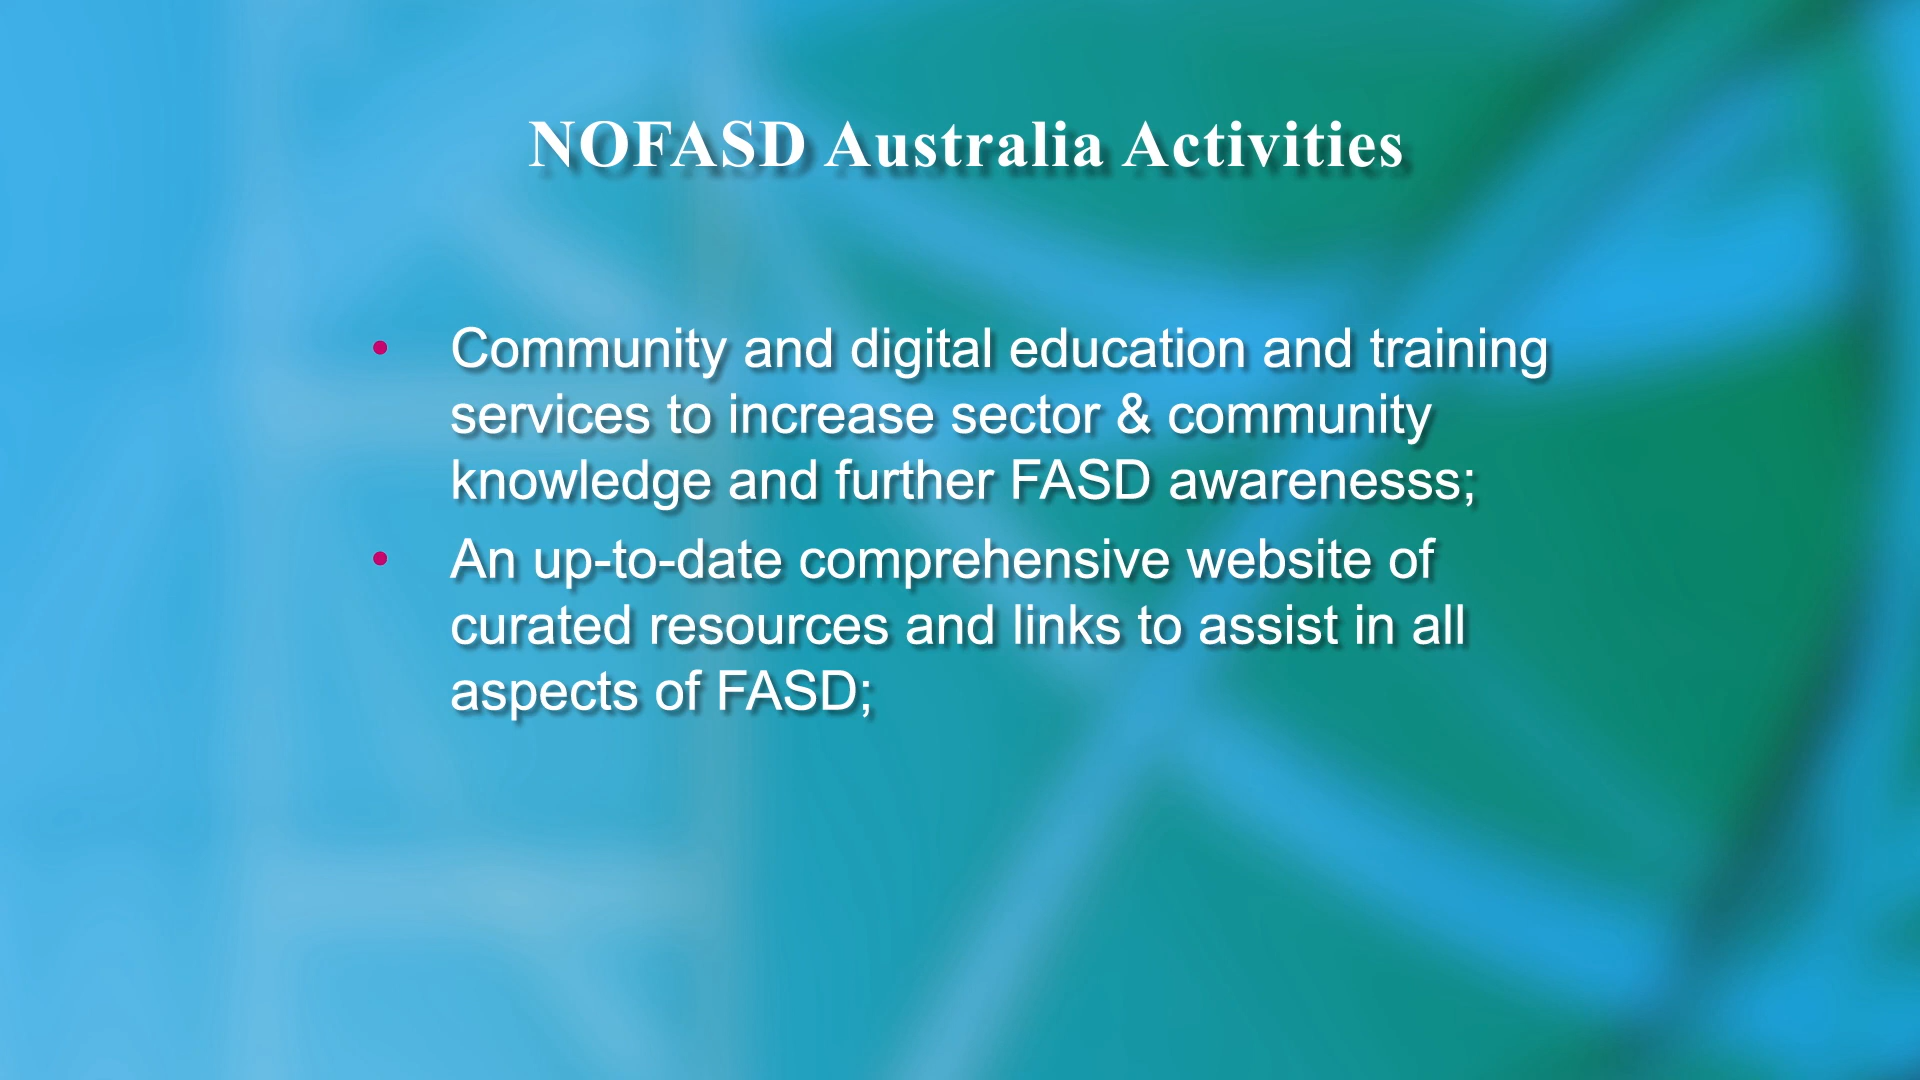 NOFASD Australia Activities
• Community and digital education and training
services to increase sector & community
knowledge and further FASD awarenesss;
• An up-to-date comprehensive website of
curated resources and links to assist in all
aspects of FASD;